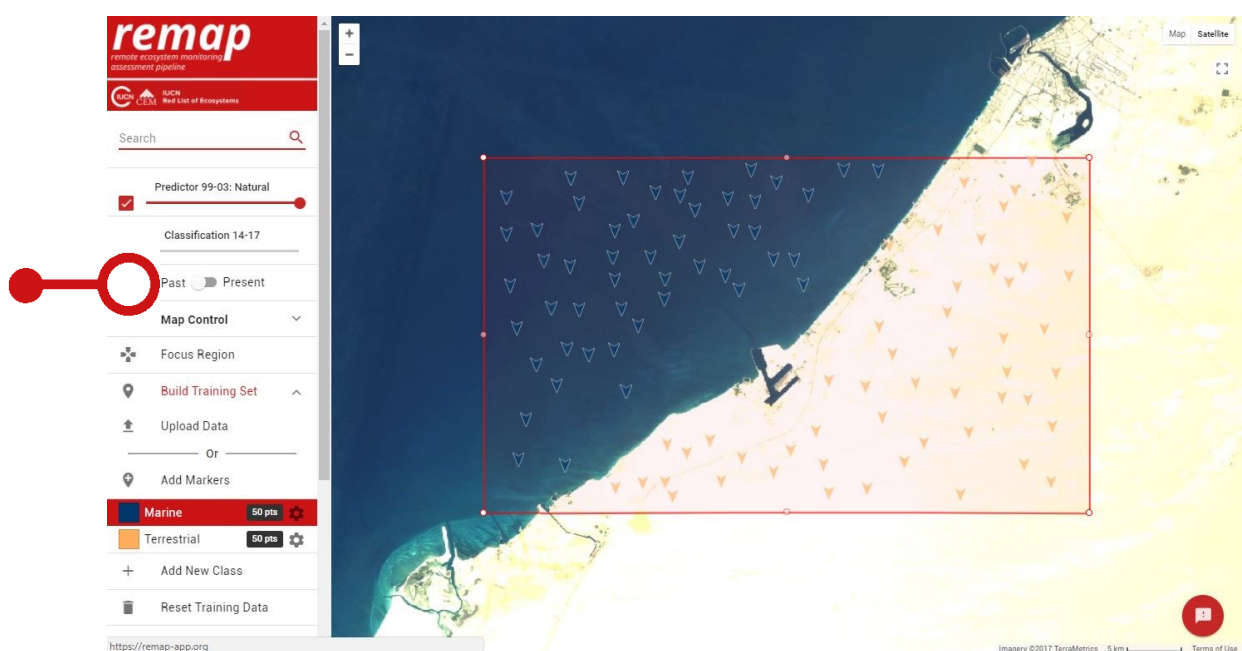 remap
remote ecosystem monitoring
assessment pipeline
IUCN
CEM
IUCN
Red List of Ecosystems
Search
Predictor 99-03: Natural
Classification 14-17
Past Present
Map Control
Focus Region
Build Training Set
Upload Data
Or
Add Markers
Marine 50 pts
Terrestrial 50 pts
+ Add New Class
Reset Training Data
https://remap-app.org
+
−
Map Satellite
Imagery ©2017 TerraMetrics 5 km Terms of Use